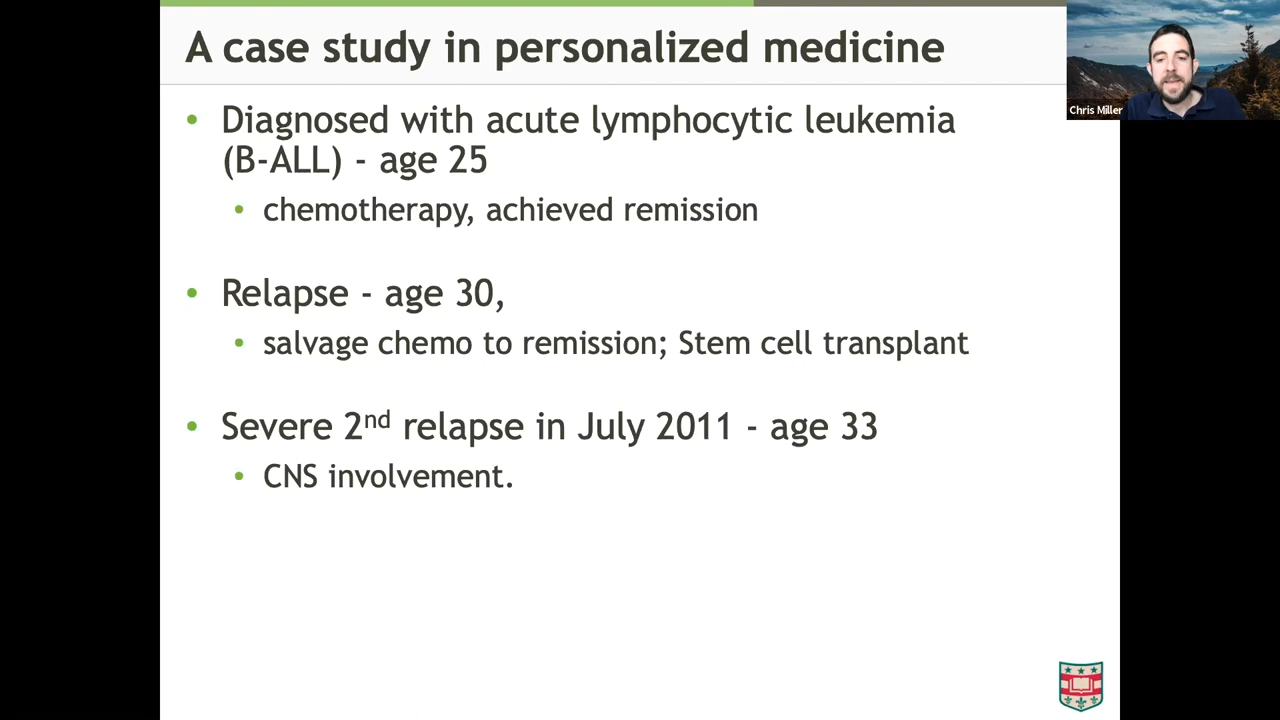 A case study in personalized medicine
Chris Miller
• Diagnosed with acute lymphocytic leukemia
(B-ALL) - age 25
• chemotherapy, achieved remission
• Relapse - age 30,
• salvage chemo to remission; Stem cell transplant
• Severe 2nd relapse in July 2011 - age 33
• CNS involvement.